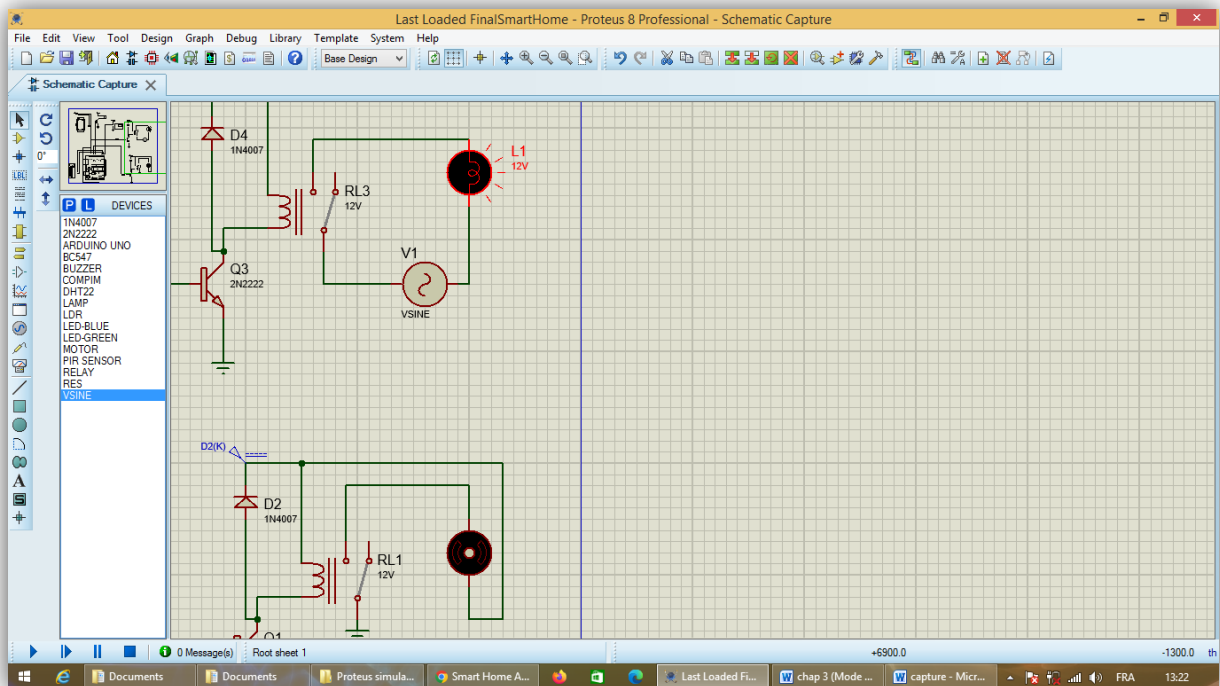 Last Loaded FinalSmartHome - Proteus 8 Professional - Schematic Capture
File Edit View Tool Design Graph Debug Library Template System Help
Base Design
Schematic Capture
0°
LBL
P L DEVICES
1N4007
2N2222
ARDUINO UNO
BC547
BUZZER
COMPIM
DHT22
LAMP
LDR
LED-BLUE
LED-GREEN
MOTOR
PIR SENSOR
RELAY
RES
VSINE
A
S
D4
1N4007
L1
12V
RL3
12V
V1
Q3
2N2222
VSINE
D2(K)
D2
1N4007
RL1
12V
Q1
0 Message(s) Root sheet 1 +6900.0 -1300.0 th
Documents Documents Proteus simula... Smart Home A... Last Loaded Fi... chap 3 (Mode ... capture - Micr... FRA 13:22